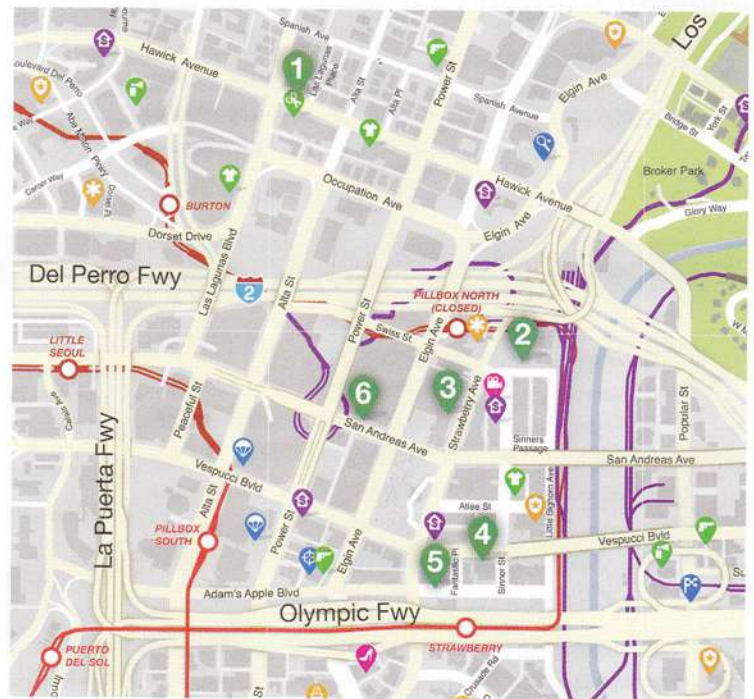 Spanish Ave
Los
Hawick Avenue
1
Las Lagunas
Place
Alta St
Alta Pl
Power St
Elgin Ave
Spanish Avenue
Bridge St
York St
Boulevard Del Perro
Way
Carcer Way
Dorset Pl
BURTON
Occupation Ave
Hawick Avenue
Broker Park
Glory Way
Dorset Drive
Elgin Ave
Las Lagunas Blvd
Del Perro Fwy
2
Alta St
Power St
PILLBOX NORTH
(CLOSED)
Swiss St
Elgin Ave
2
LITTLE
SEOUL
Calais Ave
Peaceful St
6
3
Strawberry Ave
San Andreas Ave
Sinners
Passage
Popular St
San Andreas Ave
La Puerta Fwy
Vespucci Blvd
Alta St
Power St
Elgin Ave
Atlee St
Little Bighorn Ave
4
5
Fantastic Pl
Sinner St
Vespucci Blvd
PILLBOX
SOUTH
Adam's Apple Blvd
Olympic Fwy
PUERTO
DEL SOL
STRAWBERRY
Crusade Rd
St